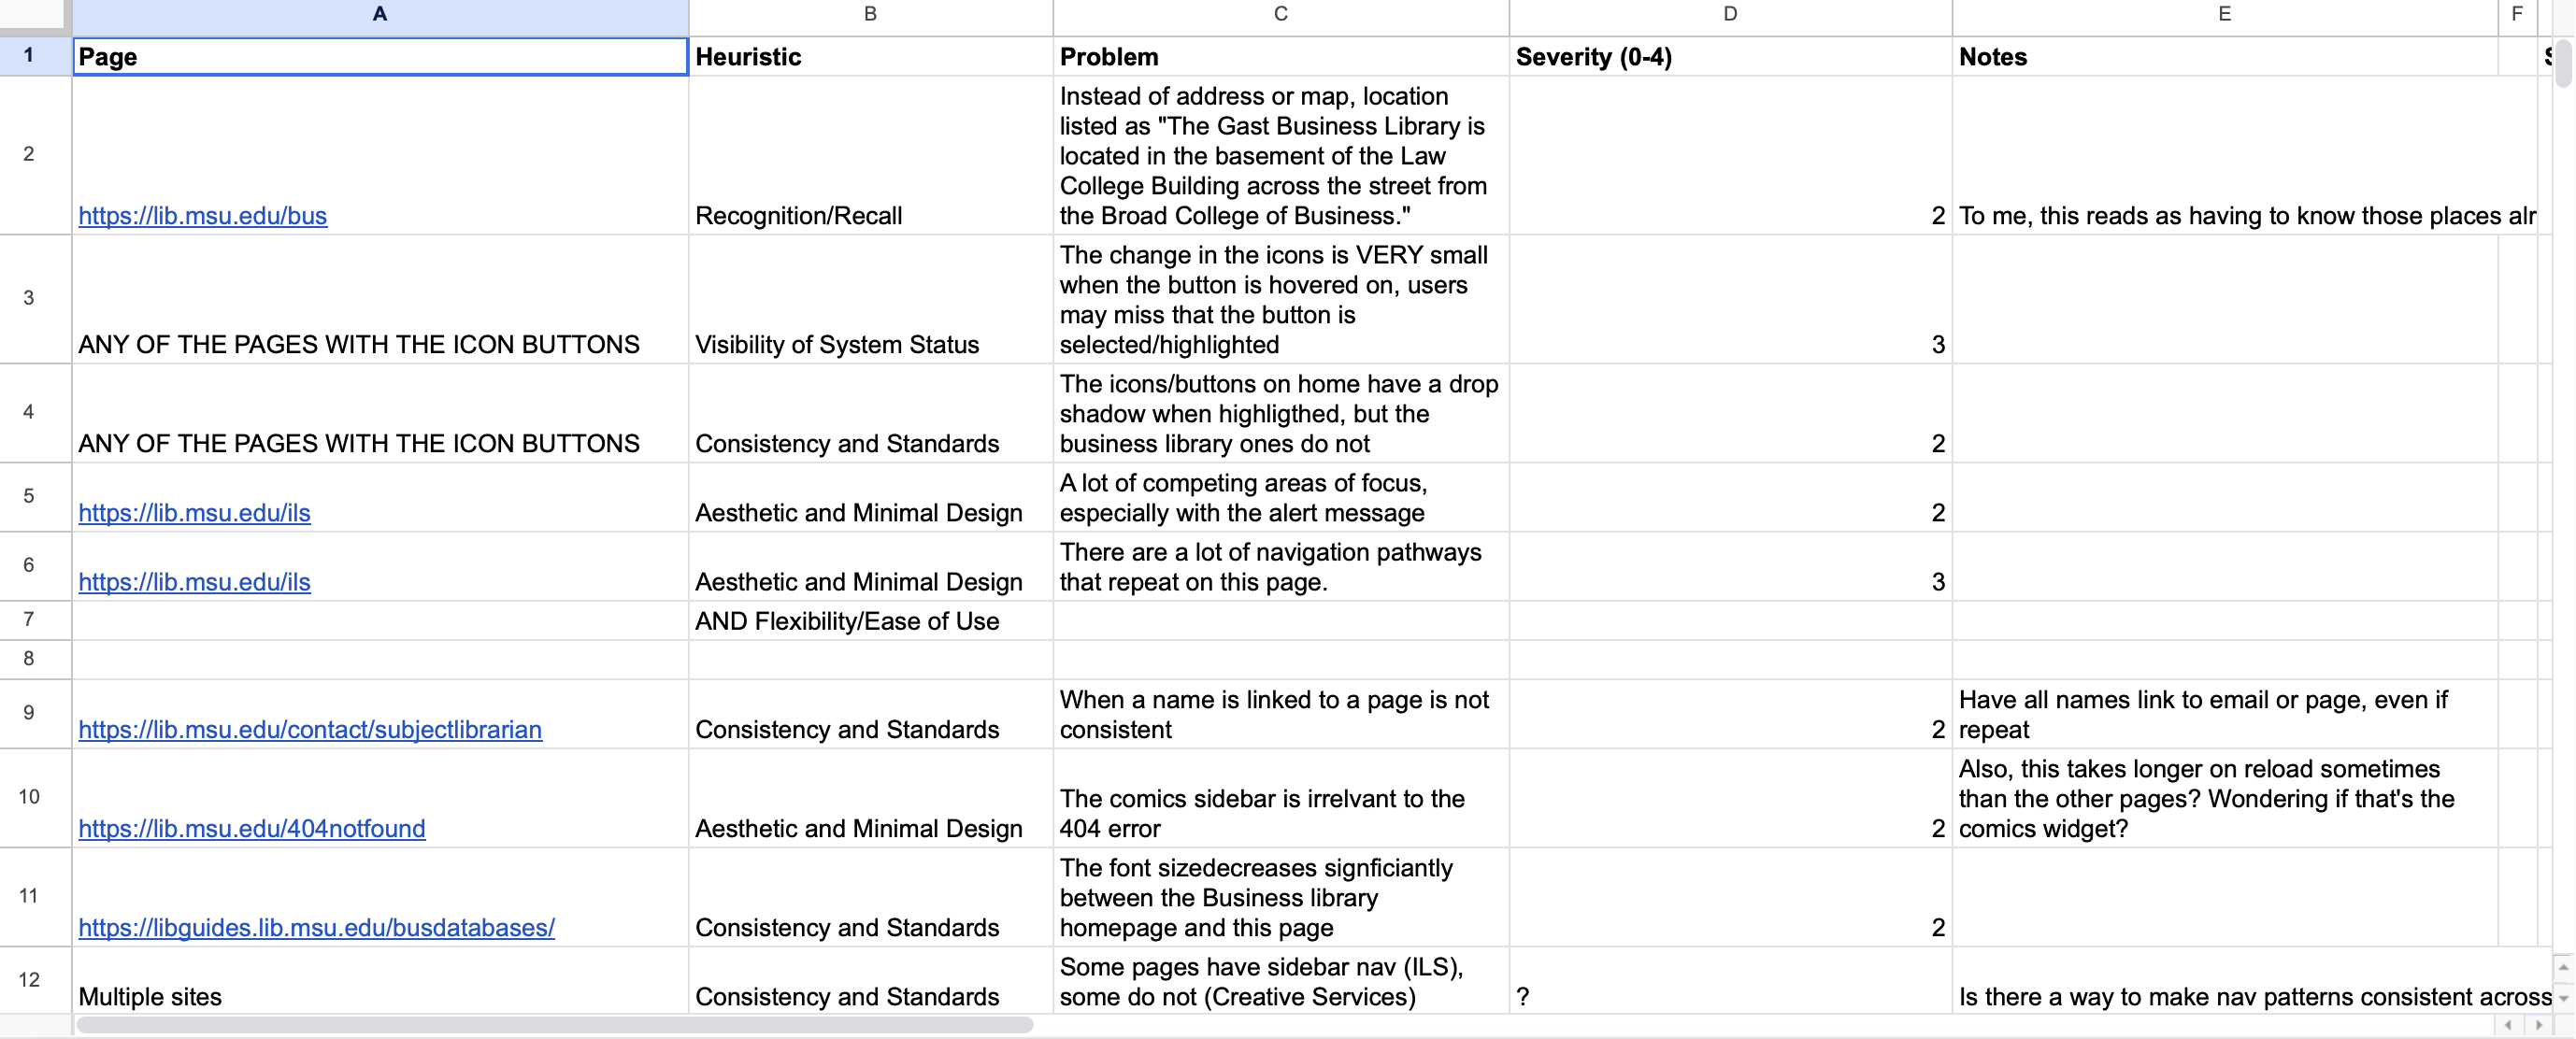 A B C D E F
1 Page Heuristic Problem Severity (0-4) Notes
Instead of address or map, location
listed as "The Gast Business Library is
located in the basement of the Law
College Building across the street from
2 https://lib.msu.edu/bus Recognition/Recall the Broad College of Business." 2 To me, this reads as having to know those places alr
The change in the icons is VERY small
when the button is hovered on, users
may miss that the button is
3 ANY OF THE PAGES WITH THE ICON BUTTONS Visibility of System Status selected/highlighted 3
The icons/buttons on home have a drop
shadow when highligthed, but the
4 ANY OF THE PAGES WITH THE ICON BUTTONS Consistency and Standards business library ones do not 2
A lot of competing areas of focus,
5 https://lib.msu.edu/ils Aesthetic and Minimal Design especially with the alert message 2
There are a lot of navigation pathways
6 https://lib.msu.edu/ils Aesthetic and Minimal Design that repeat on this page. 3
7 AND Flexibility/Ease of Use
8
When a name is linked to a page is not Have all names link to email or page, even if
9 https://lib.msu.edu/contact/subjectlibrarian Consistency and Standards consistent 2 repeat
Also, this takes longer on reload sometimes
The comics sidebar is irrelvant to the than the other pages? Wondering if that's the
10 https://lib.msu.edu/404notfound Aesthetic and Minimal Design 404 error 2 comics widget?
The font sizedecreases signficiantly
between the Business library
11 https://libguides.lib.msu.edu/busdatabases/ Consistency and Standards homepage and this page 2
Some pages have sidebar nav (ILS),
12 Multiple sites Consistency and Standards some do not (Creative Services) ? Is there a way to make nav patterns consistent across